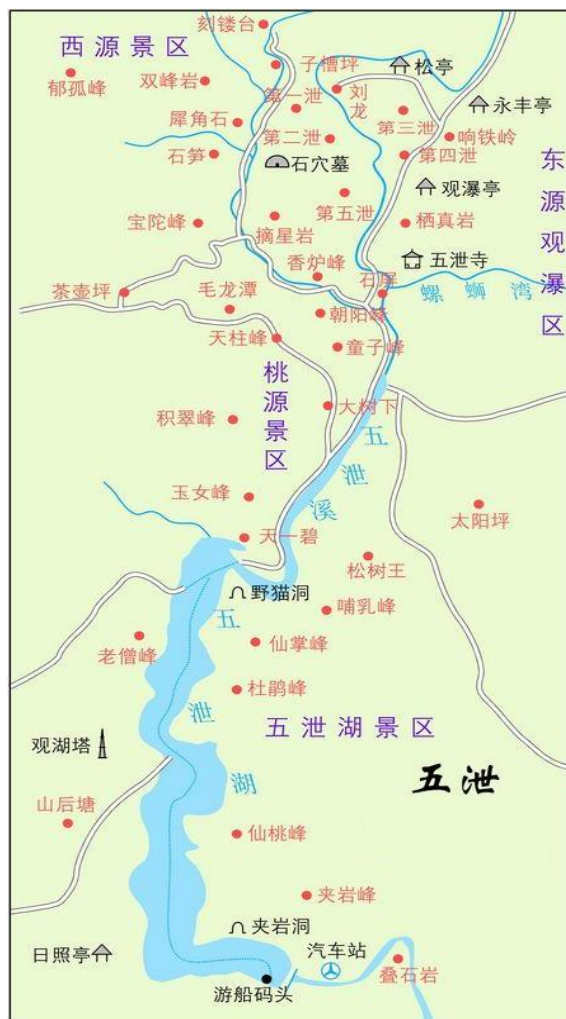 刻镂台
西源景区
子槽坪
松亭
郁孤峰
双峰岩
第一泄
刘龙
永丰亭
犀角石
第三泄
第二泄
响铁岭
石笋
石穴墓
第四泄
东源观瀑区
观瀑亭
第五泄
宝陀峰
摘星岩
栖真岩
香炉峰
五泄寺
石屏
螺蛳湾
茶壶坪
毛龙潭
朝阳峰
天柱峰
童子峰
桃源景区
大树下
积翠峰
五泄溪
玉女峰
太阳坪
天一碧
松树王
野猫洞
哺乳峰
五泄湖
老僧峰
仙掌峰
杜鹃峰
五泄湖景区
观湖塔
五泄
山后塘
仙桃峰
夹岩峰
夹岩洞
汽车站
日照亭
叠石岩
游船码头